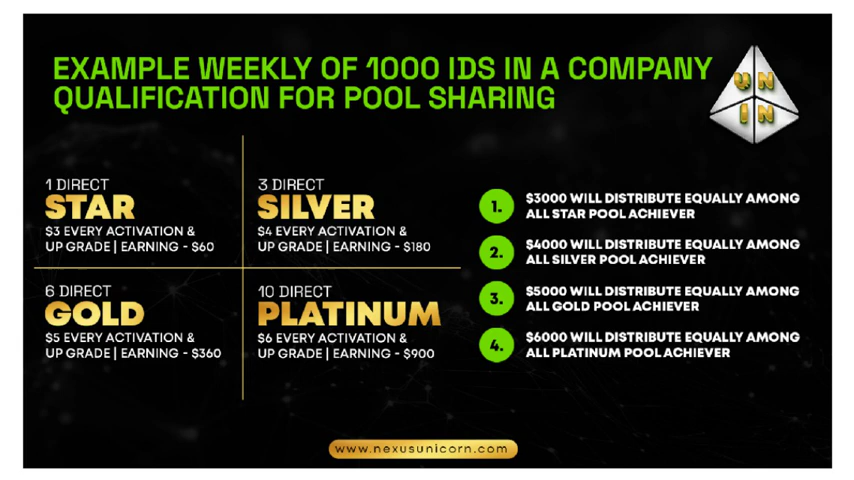 EXAMPLE WEEKLY OF 1000 IDS IN A COMPANY
QUALIFICATION FOR POOL SHARING
UN
IN
1 DIRECT
STAR
$3 EVERY ACTIVATION &
UP GRADE | EARNING - $60
3 DIRECT
SILVER
$4 EVERY ACTIVATION &
UP GRADE | EARNING - $180
6 DIRECT
GOLD
$5 EVERY ACTIVATION &
UP GRADE | EARNING - $360
10 DIRECT
PLATINUM
$6 EVERY ACTIVATION &
UP GRADE | EARNING - $900
1. $3000 WILL DISTRIBUTE EQUALLY AMONG
ALL STAR POOL ACHIEVER
2. $4000 WILL DISTRIBUTE EQUALLY AMONG
ALL SILVER POOL ACHIEVER
3. $5000 WILL DISTRIBUTE EQUALLY AMONG
ALL GOLD POOL ACHIEVER
4. $6000 WILL DISTRIBUTE EQUALLY AMONG
ALL PLATINUM POOL ACHIEVER
www.nexusunicorn.com